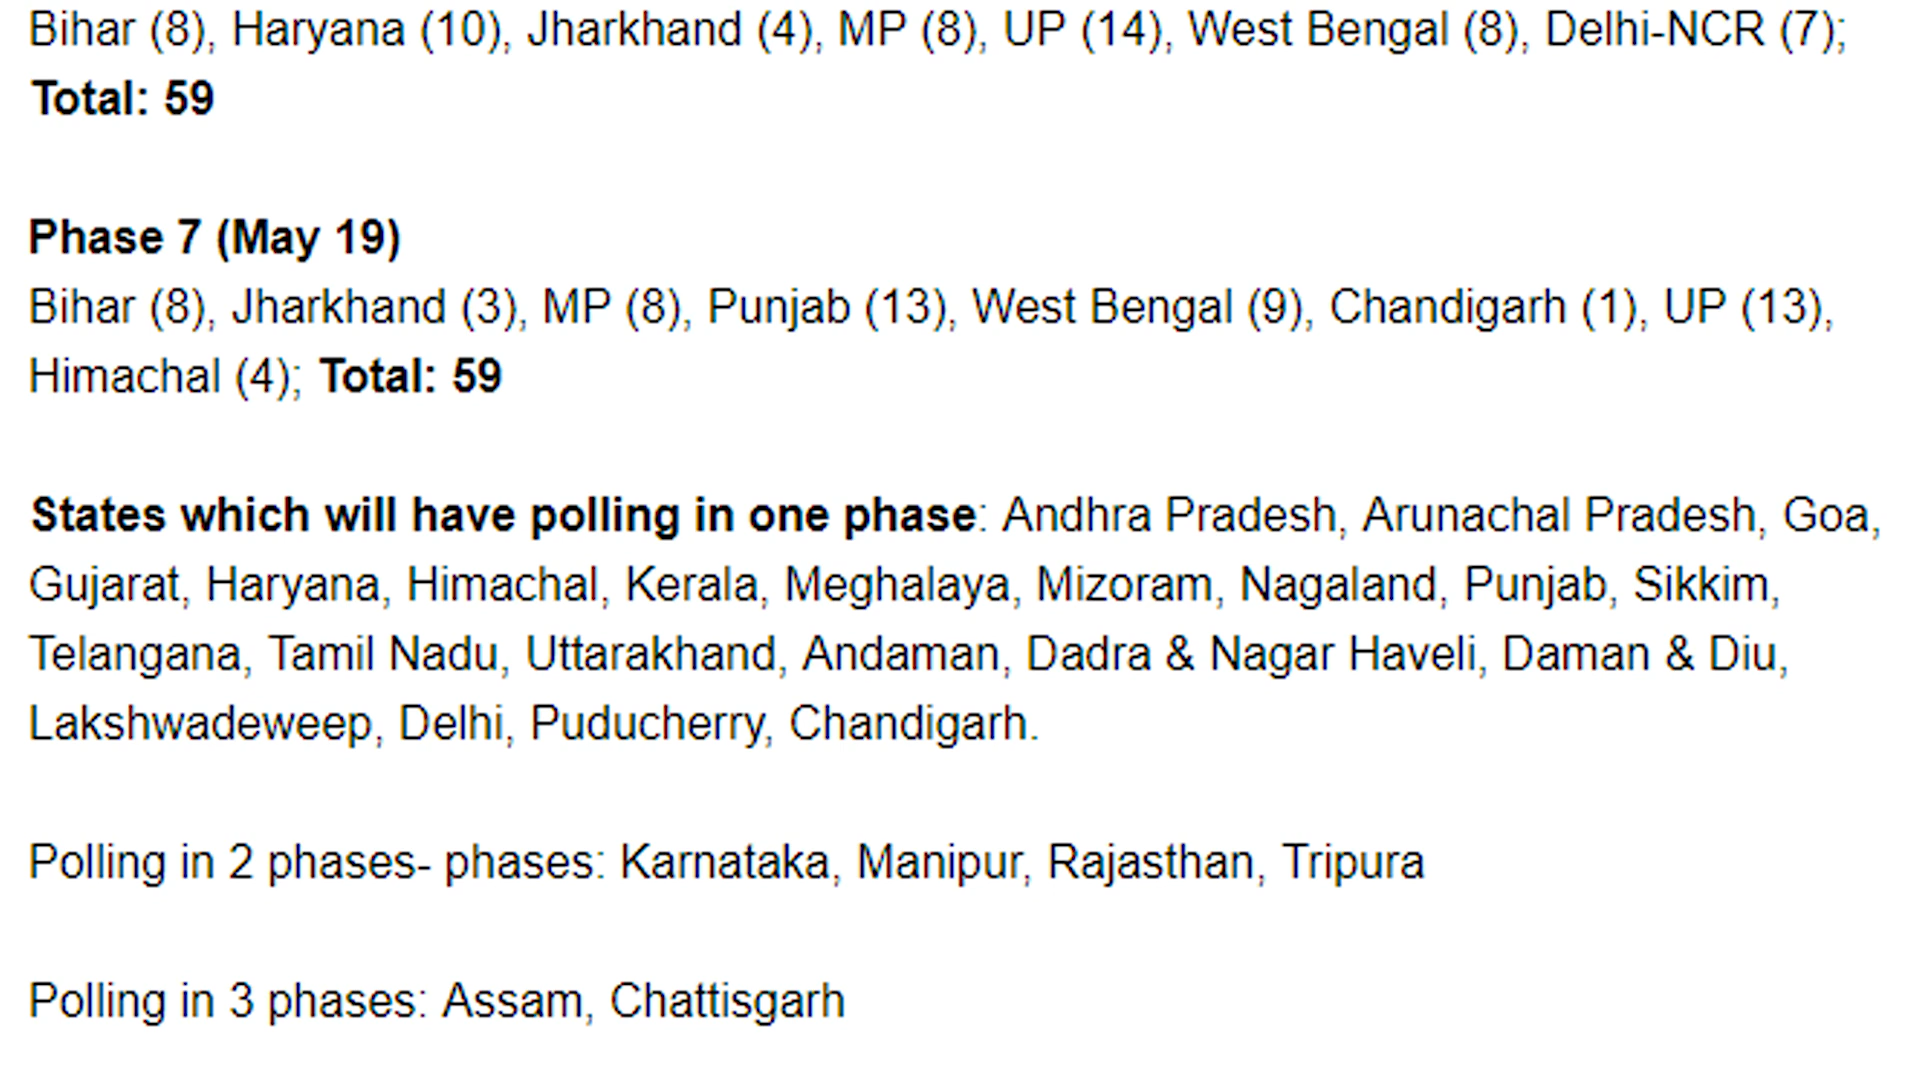 Bihar (8), Haryana (10), Jharkhand (4), MP (8), UP (14), West Bengal (8), Delhi-NCR (7);
Total: 59
Phase 7 (May 19)
Bihar (8), Jharkhand (3), MP (8), Punjab (13), West Bengal (9), Chandigarh (1), UP (13),
Himachal (4); Total: 59
States which will have polling in one phase: Andhra Pradesh, Arunachal Pradesh, Goa,
Gujarat, Haryana, Himachal, Kerala, Meghalaya, Mizoram, Nagaland, Punjab, Sikkim,
Telangana, Tamil Nadu, Uttarakhand, Andaman, Dadra & Nagar Haveli, Daman & Diu,
Lakshwadeweep, Delhi, Puducherry, Chandigarh.
Polling in 2 phases- phases: Karnataka, Manipur, Rajasthan, Tripura
Polling in 3 phases: Assam, Chattisgarh